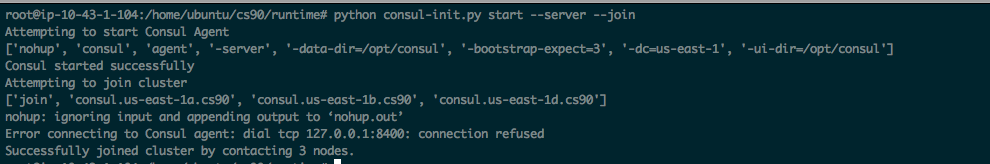 root@ip-10-43-1-104:/home/ubuntu/cs90/runtime# python consul-init.py start --server --join
Attempting to start Consul Agent
['nohup', 'consul', 'agent', '-server', '-data-dir=/opt/consul', '-bootstrap-expect=3', '-dc=us-east-1', '-ui-dir=/opt/consul']
Consul started successfully
Attempting to join cluster
['join', 'consul.us-east-1a.cs90', 'consul.us-east-1b.cs90', 'consul.us-east-1d.cs90']
nohup: ignoring input and appending output to ‘nohup.out’
Error connecting to Consul agent: dial tcp 127.0.0.1:8400: connection refused
Successfully joined cluster by contacting 3 nodes.